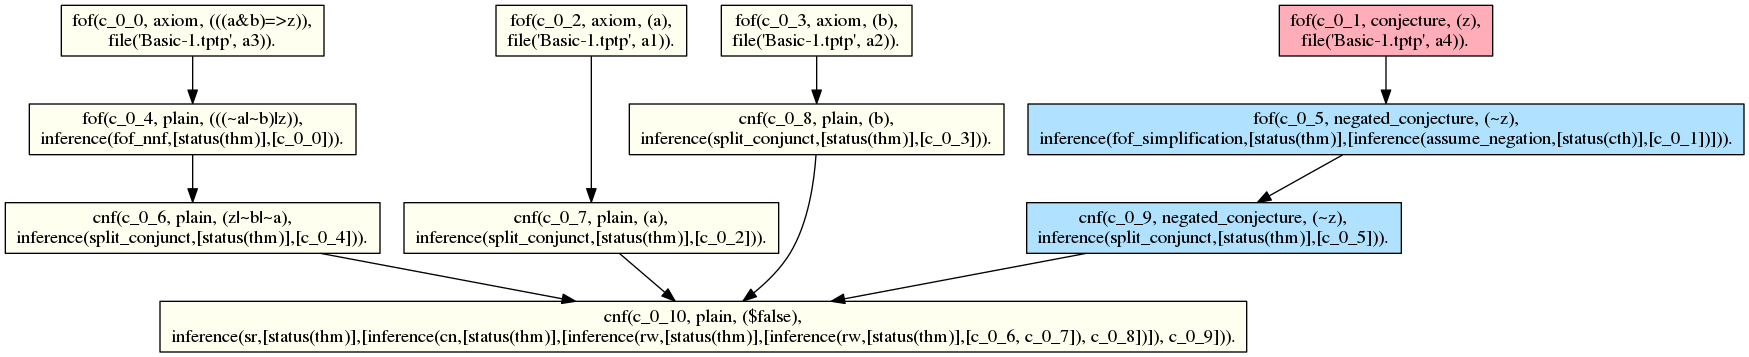 fof(c_0_0, axiom, (((a&b)=>z)),
file('Basic-1.tptp', a3)).
fof(c_0_2, axiom, (a),
file('Basic-1.tptp', a1)).
fof(c_0_3, axiom, (b),
file('Basic-1.tptp', a2)).
fof(c_0_1, conjecture, (z),
file('Basic-1.tptp', a4)).
fof(c_0_4, plain, (((~a|~b)|z)),
inference(fof_nnf,[status(thm)],[c_0_0])).
cnf(c_0_8, plain, (b),
inference(split_conjunct,[status(thm)],[c_0_3])).
fof(c_0_5, negated_conjecture, (~z),
inference(fof_simplification,[status(thm)],[inference(assume_negation,[status(cth)],[c_0_1])])).
cnf(c_0_6, plain, (z|~b|~a),
inference(split_conjunct,[status(thm)],[c_0_4])).
cnf(c_0_7, plain, (a),
inference(split_conjunct,[status(thm)],[c_0_2])).
cnf(c_0_9, negated_conjecture, (~z),
inference(split_conjunct,[status(thm)],[c_0_5])).
cnf(c_0_10, plain, ($false),
inference(sr,[status(thm)],[inference(cn,[status(thm)],[inference(rw,[status(thm)],[inference(rw,[status(thm)],[c_0_6, c_0_7]), c_0_8])]), c_0_9])).